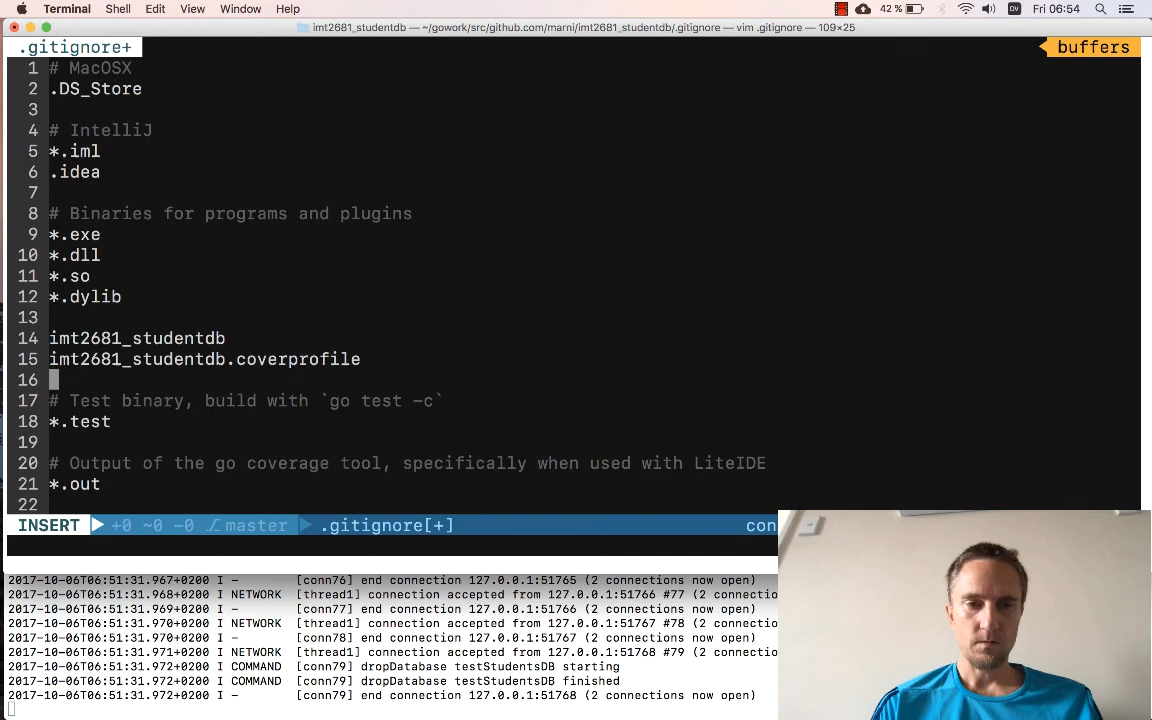 Terminal Shell Edit View Window Help 42 % DV Fri 06:54
imt2681_studentdb — ~/gowork/src/github.com/marni/imt2681_studentdb/.gitignore — vim .gitignore — 109×25
.gitignore+ buffers
1 # MacOSX
2 .DS_Store
3
4 # IntelliJ
5 *.iml
6 .idea
7
8 # Binaries for programs and plugins
9 *.exe
10 *.dll
11 *.so
12 *.dylib
13
14 imt2681_studentdb
15 imt2681_studentdb.coverprofile
16
17 # Test binary, build with `go test -c`
18 *.test
19
20 # Output of the go coverage tool, specifically when used with LiteIDE
21 *.out
22
INSERT +0 ~0 -0 master .gitignore[+] con
2017-10-06T06:51:31.967+0200 I - [conn76] end connection 127.0.0.1:51765 (2 connections now open)
2017-10-06T06:51:31.968+0200 I NETWORK [thread1] connection accepted from 127.0.0.1:51766 #77 (2 connections
2017-10-06T06:51:31.969+0200 I - [conn77] end connection 127.0.0.1:51766 (2 connections now open)
2017-10-06T06:51:31.970+0200 I NETWORK [thread1] connection accepted from 127.0.0.1:51767 #78 (2 connections
2017-10-06T06:51:31.970+0200 I - [conn78] end connection 127.0.0.1:51767 (2 connections now open)
2017-10-06T06:51:31.971+0200 I NETWORK [thread1] connection accepted from 127.0.0.1:51768 #79 (2 connections
2017-10-06T06:51:31.972+0200 I COMMAND [conn79] dropDatabase testStudentsDB starting
2017-10-06T06:51:31.972+0200 I COMMAND [conn79] dropDatabase testStudentsDB finished
2017-10-06T06:51:31.972+0200 I - [conn79] end connection 127.0.0.1:51768 (2 connections now open)